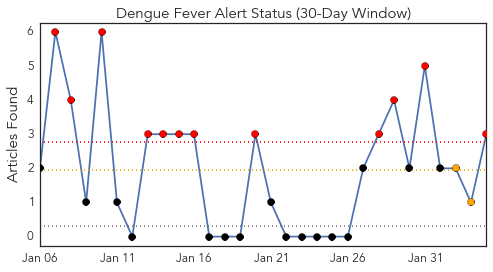 Dengue Fever Alert Status (30-Day Window)
Articles Found
6
5
4
3
2
1
0
Jan 06 Jan 11 Jan 16 Jan 21 Jan 26 Jan 31